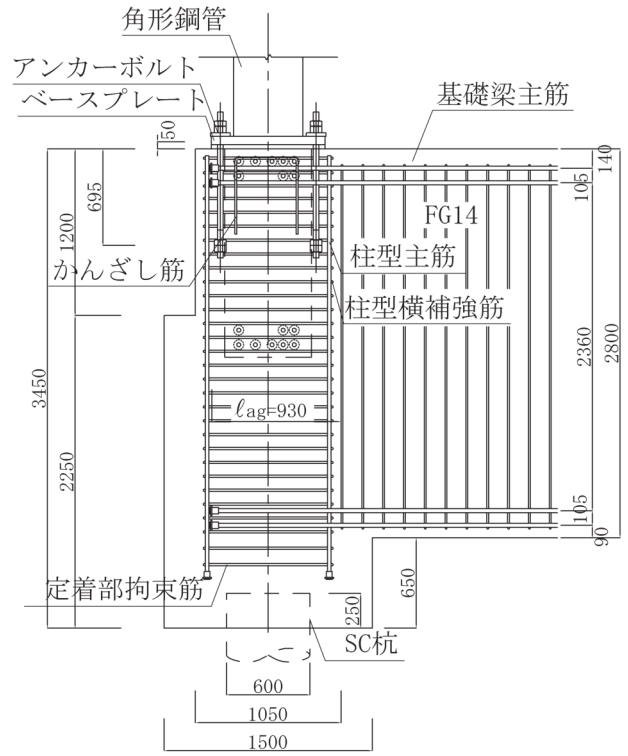 角形鋼管
アンカーボルト
ベースプレート
基礎梁主筋
50
140
105
695
1200
FG14
かんざし筋
柱型主筋
柱型横補強筋
2360
2800
3450
ℓag=930
2250
105
90
定着部拘束筋
250
650
SC杭
600
1050
1500